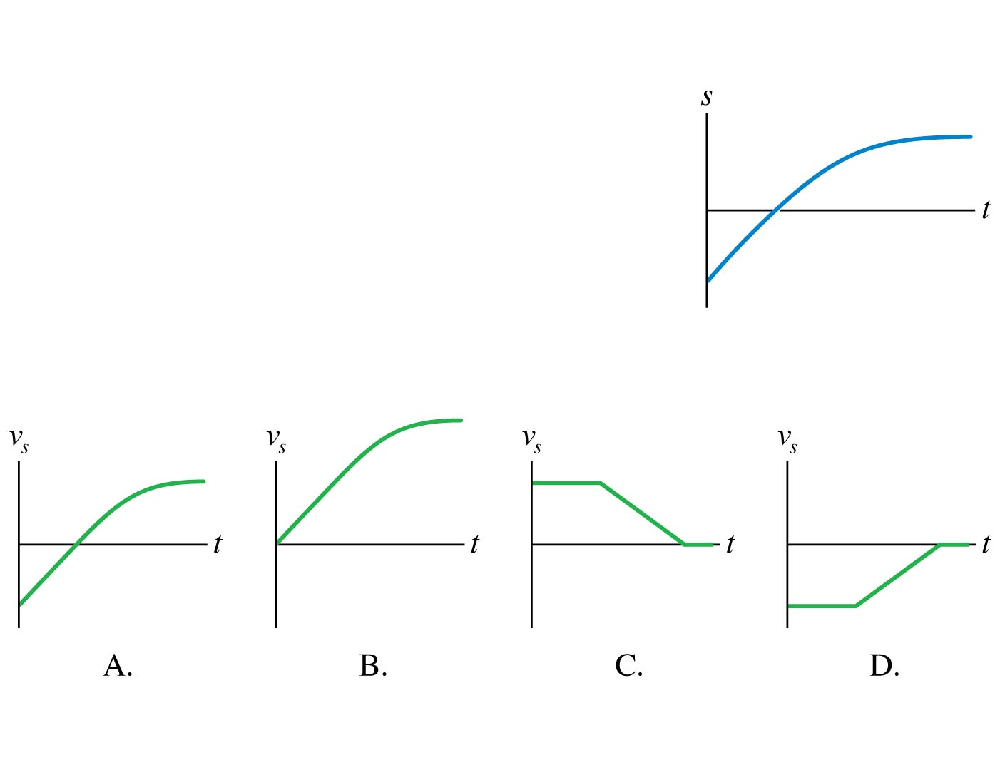 s
t
v_s v_s v_s v_s
t t t t
A. B. C. D.